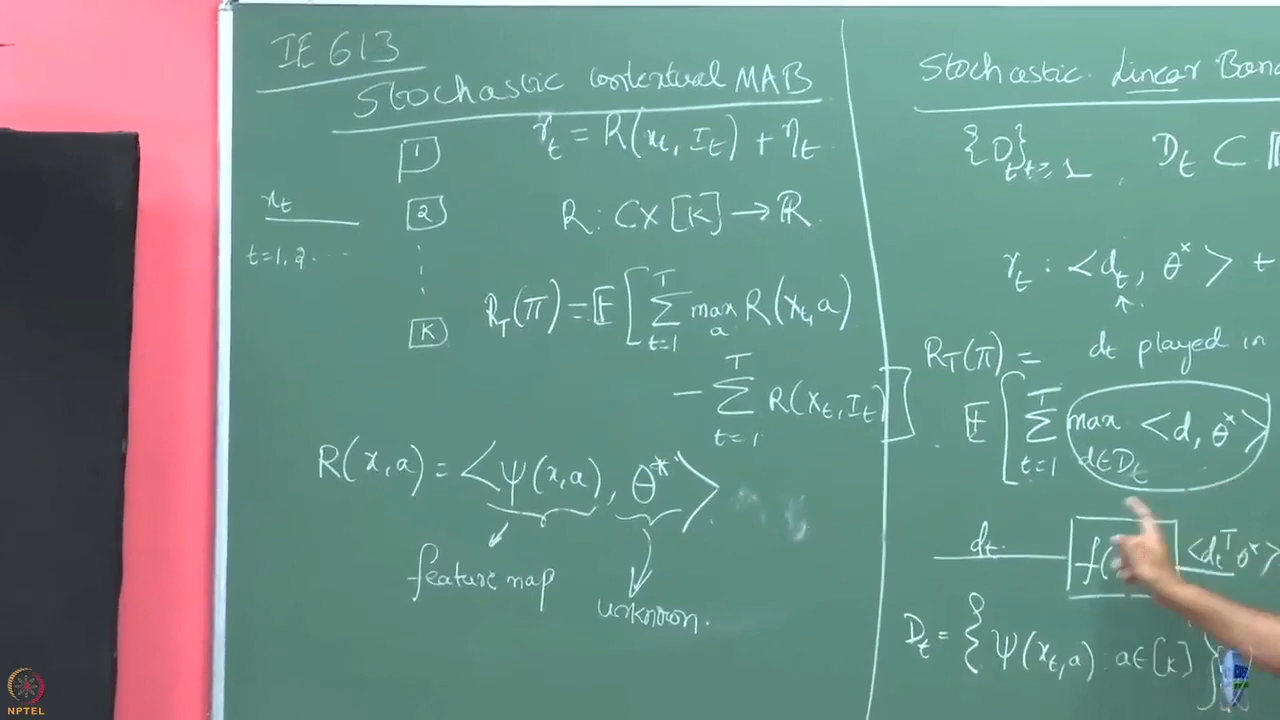 IE 613
Stochastic contextual MAB
r_t = R(x_t, I_t) + η_t
1
x_t
2
R: C x [K] → ℝ
t=1,2....
K
R_T(π) = 𝔼[ Σ_{t=1}^{T} max_a R(x_t, a)
- Σ_{t=1}^{T} R(x_t, I_t) ]
R(x,a) = <ψ(x,a), θ*>
feature map
unknown.
Stochastic Linear Ban
{D}_{t t≥1}, D_t ⊂
r_t : <d_t, θ*> +
R_T(π) = d_t played in
𝔼[ Σ_{t=1}^{T} max_{d∈D_t} <d, θ*>
d_t f( <d_t^T θ*>
D_t = { ψ(x_t, a) : a ∈ [K] }
NPTEL